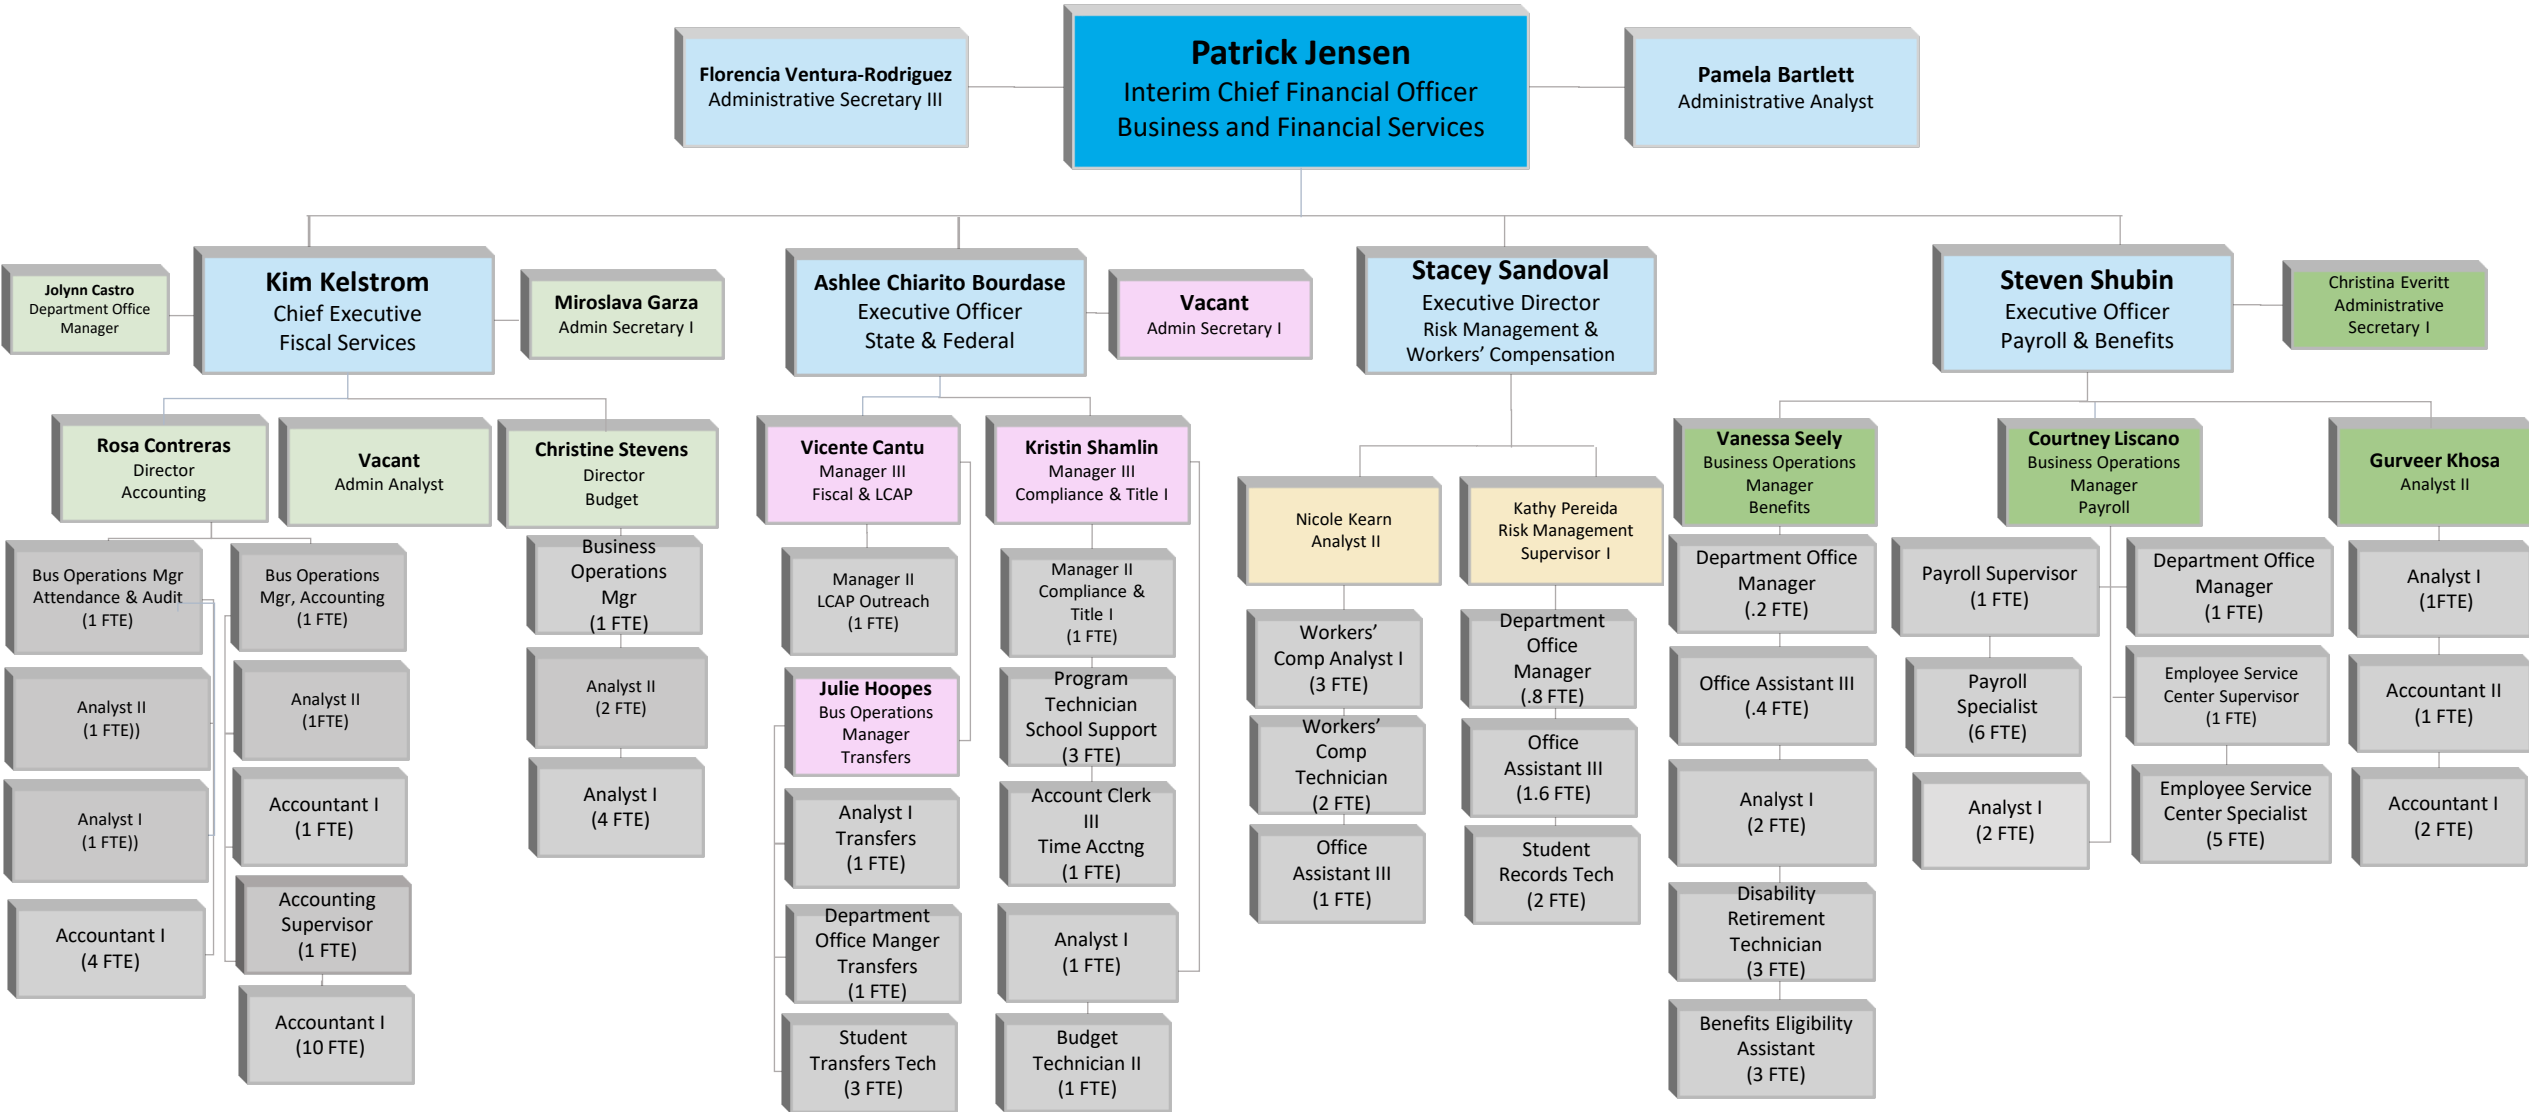 Florencia Ventura-Rodriguez
Administrative Secretary III
Patrick Jensen
Interim Chief Financial Officer
Business and Financial Services
Pamela Bartlett
Administrative Analyst
Jolynn Castro
Department Office
Manager
Kim Kelstrom
Chief Executive
Fiscal Services
Miroslava Garza
Admin Secretary I
Ashlee Chiarito Bourdase
Executive Officer
State & Federal
Vacant
Admin Secretary I
Stacey Sandoval
Executive Director
Risk Management &
Workers’ Compensation
Steven Shubin
Executive Officer
Payroll & Benefits
Christina Everitt
Administrative
Secretary I
Rosa Contreras
Director
Accounting
Vacant
Admin Analyst
Christine Stevens
Director
Budget
Vicente Cantu
Manager III
Fiscal & LCAP
Kristin Shamlin
Manager III
Compliance & Title I
Nicole Kearn
Analyst II
Kathy Pereida
Risk Management
Supervisor I
Vanessa Seely
Business Operations
Manager
Benefits
Courtney Liscano
Business Operations
Manager
Payroll
Gurveer Khosa
Analyst II
Bus Operations Mgr
Attendance & Audit
(1 FTE)
Analyst II
(1 FTE))
Analyst I
(1 FTE))
Accountant I
(4 FTE)
Bus Operations
Mgr, Accounting
(1 FTE)
Analyst II
(1FTE)
Accountant I
(1 FTE)
Accounting
Supervisor
(1 FTE)
Accountant I
(10 FTE)
Business
Operations
Mgr
(1 FTE)
Analyst II
(2 FTE)
Analyst I
(4 FTE)
Manager II
LCAP Outreach
(1 FTE)
Julie Hoopes
Bus Operations
Manager
Transfers
Analyst I
Transfers
(1 FTE)
Department
Office Manger
Transfers
(1 FTE)
Student
Transfers Tech
(3 FTE)
Manager II
Compliance &
Title I
(1 FTE)
Program
Technician
School Support
(3 FTE)
Account Clerk
III
Time Acctng
(1 FTE)
Analyst I
(1 FTE)
Budget
Technician II
(1 FTE)
Workers’
Comp Analyst I
(3 FTE)
Workers’
Comp
Technician
(2 FTE)
Office
Assistant III
(1 FTE)
Department
Office
Manager
(.8 FTE)
Office
Assistant III
(1.6 FTE)
Student
Records Tech
(2 FTE)
Department Office
Manager
(.2 FTE)
Office Assistant III
(.4 FTE)
Analyst I
(2 FTE)
Disability
Retirement
Technician
(3 FTE)
Benefits Eligibility
Assistant
(3 FTE)
Payroll Supervisor
(1 FTE)
Payroll
Specialist
(6 FTE)
Analyst I
(2 FTE)
Department Office
Manager
(1 FTE)
Employee Service
Center Supervisor
(1 FTE)
Employee Service
Center Specialist
(5 FTE)
Analyst I
(1FTE)
Accountant II
(1 FTE)
Accountant I
(2 FTE)